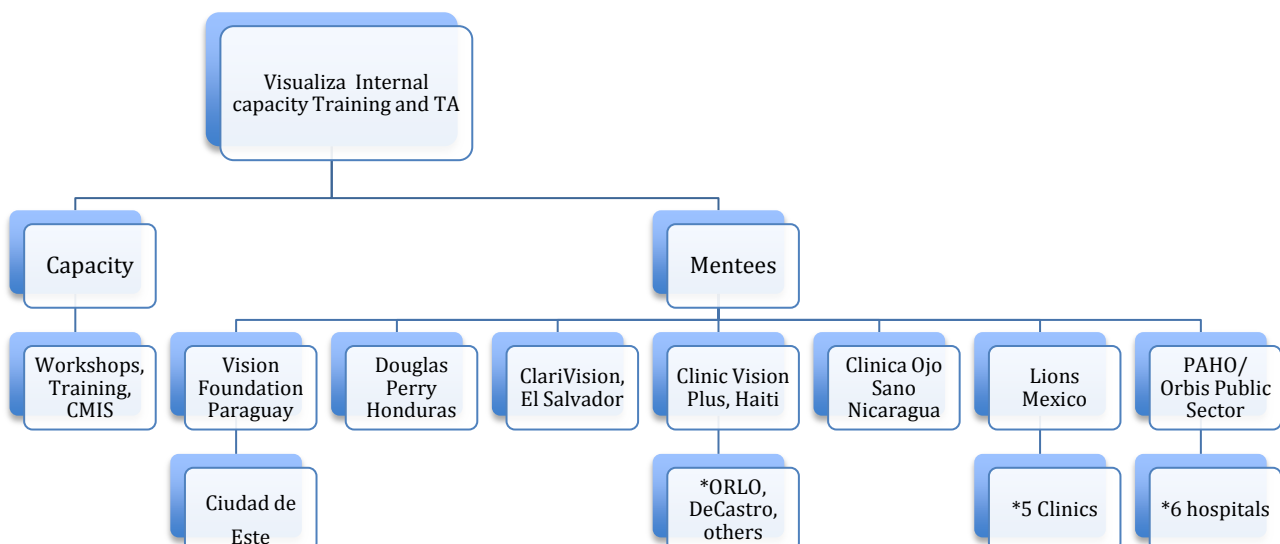 Visualiza Internal
capacity Training and TA
Capacity
Mentees
Workshops,
Training,
CMIS
Vision
Foundation
Paraguay
Douglas
Perry
Honduras
ClariVision,
El Salvador
Clinic Vision
Plus, Haiti
Clinica Ojo
Sano
Nicaragua
Lions
Mexico
PAHO/
Orbis Public
Sector
Ciudad de
Este
*ORLO,
DeCastro,
others
*5 Clinics
*6 hospitals